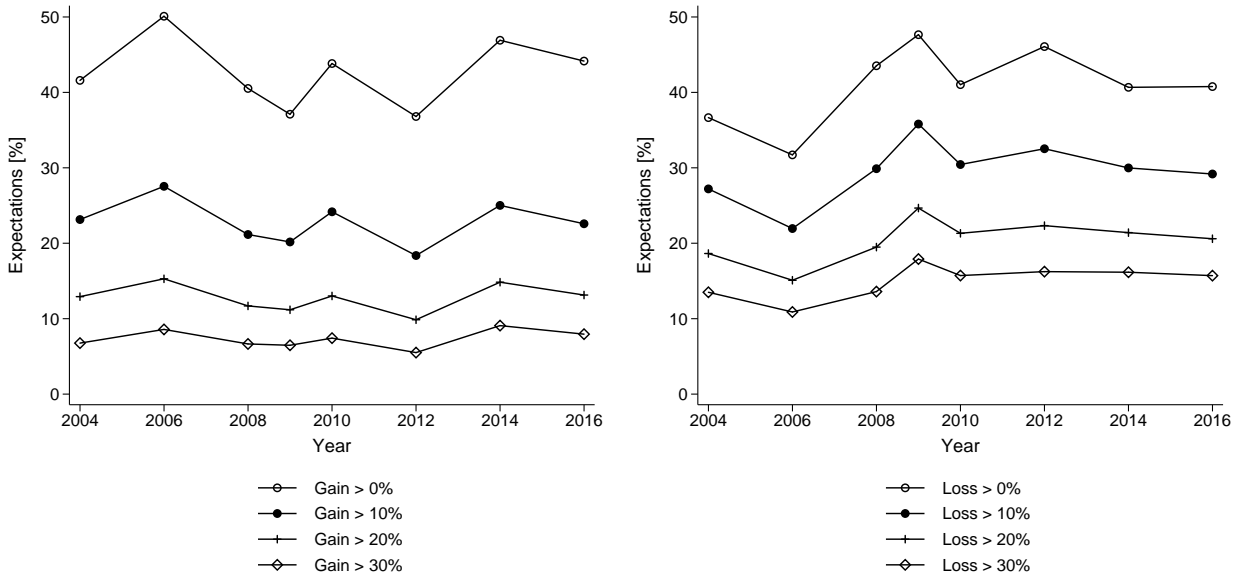 Expectations [%]
50
40
30
20
10
0
2004 2006 2008 2010 2012 2014 2016
Year
Gain > 0%
Gain > 10%
Gain > 20%
Gain > 30%
Expectations [%]
50
40
30
20
10
0
2004 2006 2008 2010 2012 2014 2016
Year
Loss > 0%
Loss > 10%
Loss > 20%
Loss > 30%